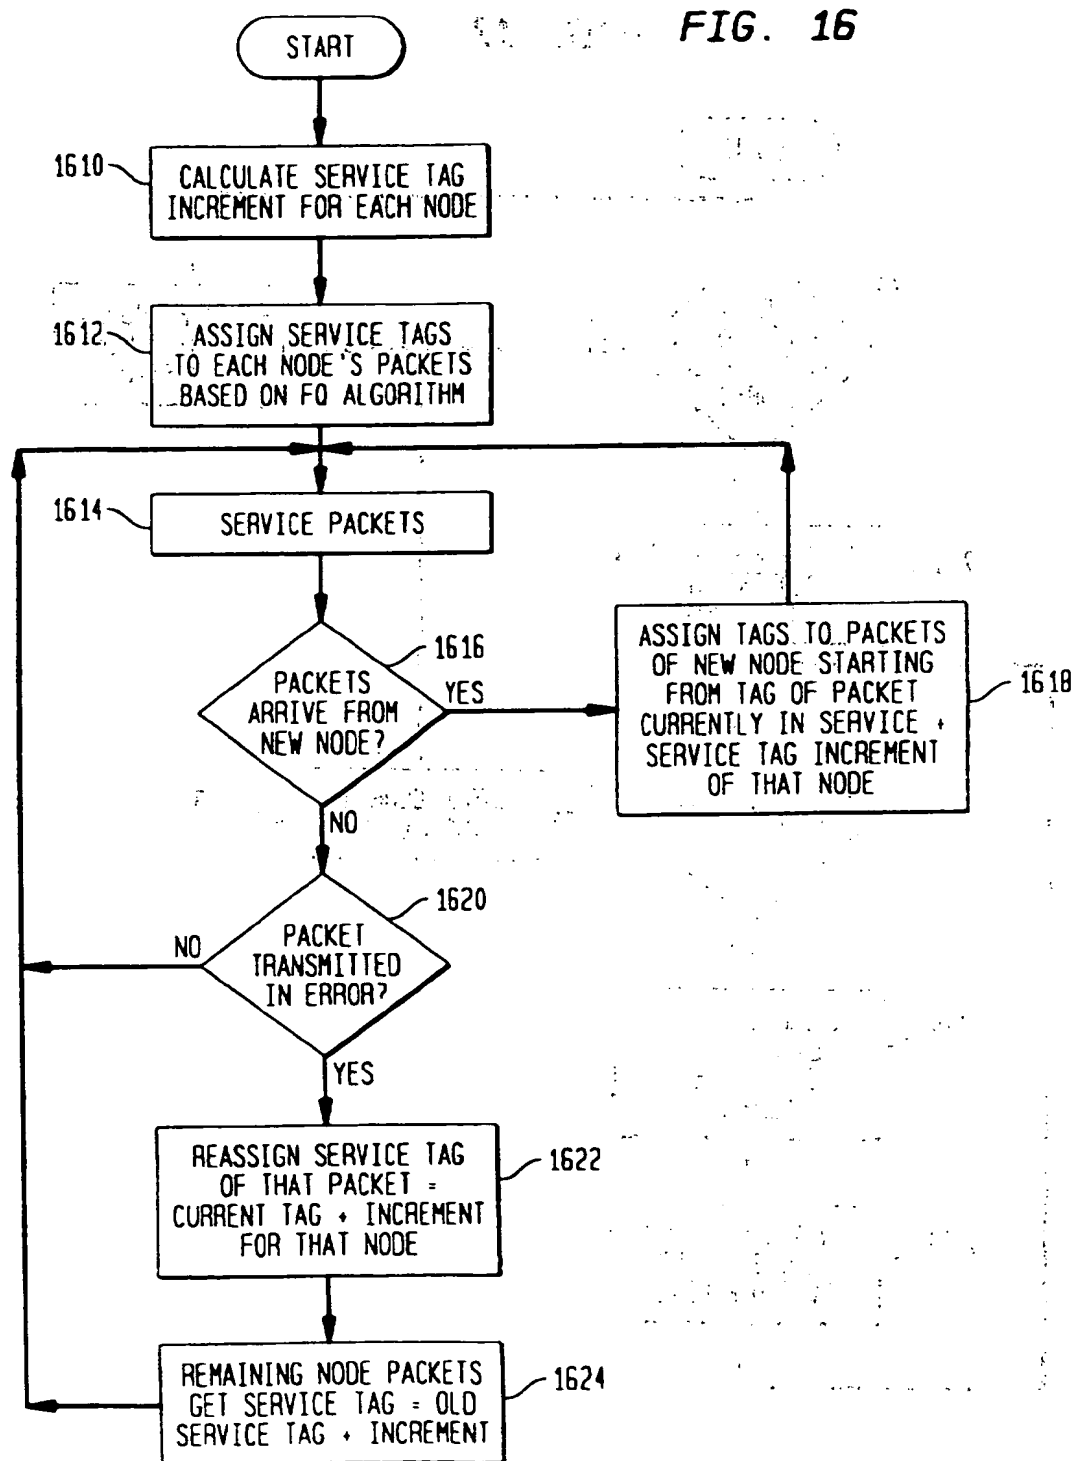 FIG. 16
START
1610
CALCULATE SERVICE TAG
INCREMENT FOR EACH NODE
1612
ASSIGN SERVICE TAGS
TO EACH NODE'S PACKETS
BASED ON FQ ALGORITHM
1614
SERVICE PACKETS
1616
PACKETS
ARRIVE FROM
NEW NODE?
YES
NO
1618
ASSIGN TAGS TO PACKETS
OF NEW NODE STARTING
FROM TAG OF PACKET
CURRENTLY IN SERVICE +
SERVICE TAG INCREMENT
OF THAT NODE
1620
PACKET
TRANSMITTED
IN ERROR?
NO
YES
1622
REASSIGN SERVICE TAG
OF THAT PACKET =
CURRENT TAG + INCREMENT
FOR THAT NODE
1624
REMAINING NODE PACKETS
GET SERVICE TAG = OLD
SERVICE TAG + INCREMENT